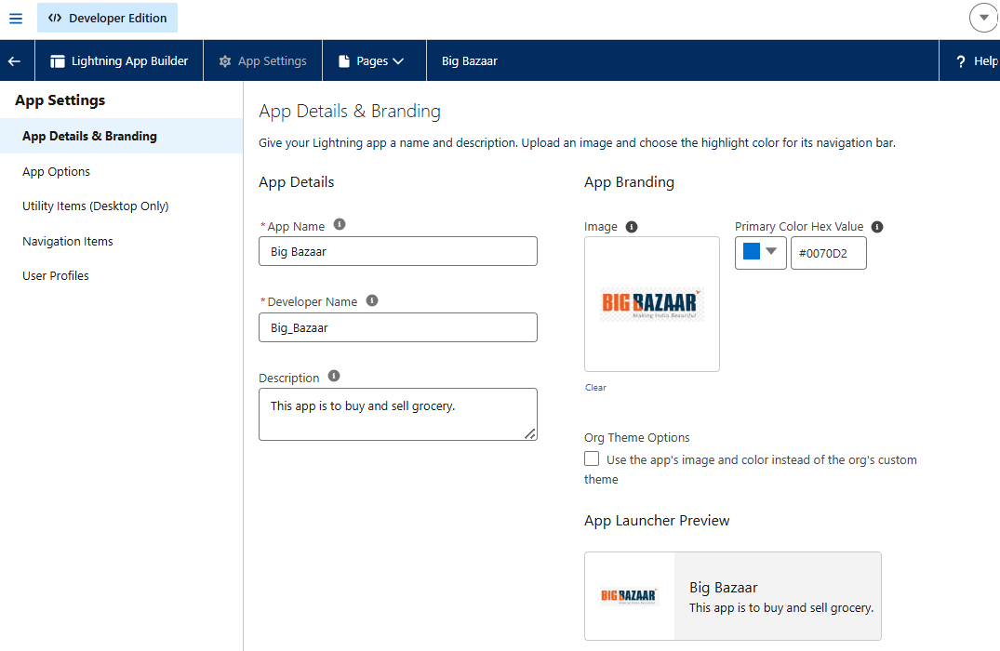 Developer Edition
Lightning App Builder
App Settings
Pages
Big Bazaar
? Help
App Settings
App Details & Branding
App Options
Utility Items (Desktop Only)
Navigation Items
User Profiles
App Details & Branding
Give your Lightning app a name and description. Upload an image and choose the highlight color for its navigation bar.
App Details
*App Name
Big Bazaar
*Developer Name
Big_Bazaar
Description
This app is to buy and sell grocery.
App Branding
Image
BIG BAZAAR
Making India Beautiful
Clear
Primary Color Hex Value
#0070D2
Org Theme Options
Use the app's image and color instead of the org's custom
theme
App Launcher Preview
BIG BAZAAR
Big Bazaar
This app is to buy and sell grocery.